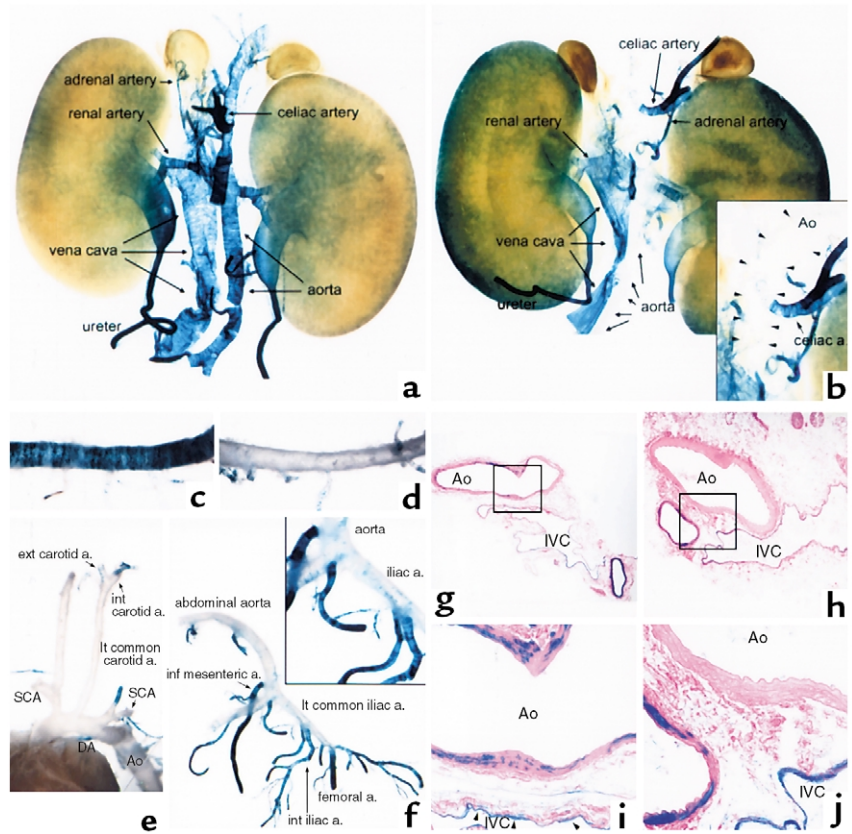 adrenal artery
renal artery
celiac artery
vena cava
aorta
ureter
a
celiac artery
renal artery
adrenal artery
vena cava
aorta
ureter
Ao
celiac a
b
c
d
ext carotid a.
int
carotid a.
lt common
carotid a.
SCA
SCA
DA
Ao
e
aorta
iliac a.
abdominal aorta
inf mesenteric a.
lt common iliac a.
femoral a.
int iliac a.
f
Ao
IVC
g
Ao
IVC
h
Ao
IVC
i
Ao
IVC
j